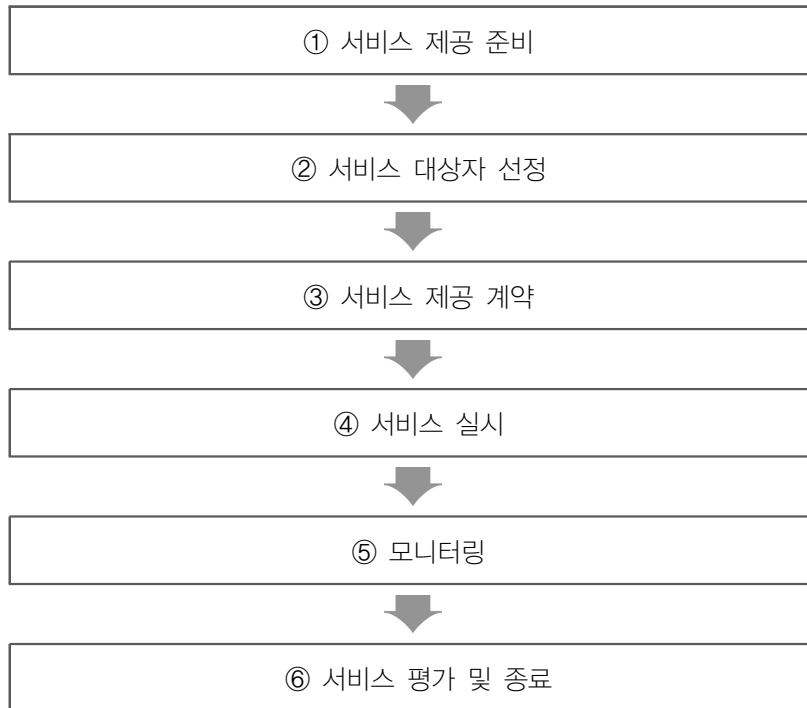 ① 서비스 제공 준비
② 서비스 대상자 선정
③ 서비스 제공 계약
④ 서비스 실시
⑤ 모니터링
⑥ 서비스 평가 및 종료